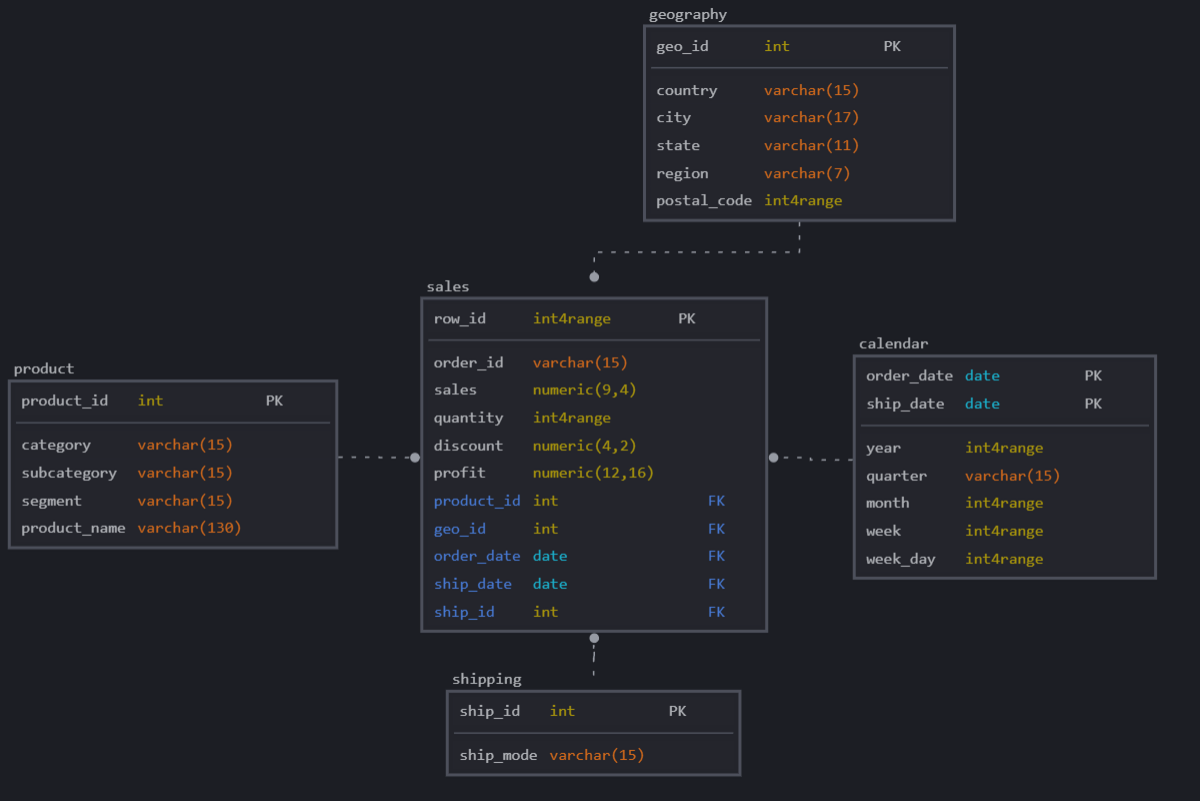 geography
geo_id int PK
country varchar(15)
city varchar(17)
state varchar(11)
region varchar(7)
postal_code int4range
sales
row_id int4range PK
order_id varchar(15)
sales numeric(9,4)
quantity int4range
discount numeric(4,2)
profit numeric(12,16)
product_id int FK
geo_id int FK
order_date date FK
ship_date date FK
ship_id int FK
product
product_id int PK
category varchar(15)
subcategory varchar(15)
segment varchar(15)
product_name varchar(130)
calendar
order_date date PK
ship_date date PK
year int4range
quarter varchar(15)
month int4range
week int4range
week_day int4range
shipping
ship_id int PK
ship_mode varchar(15)